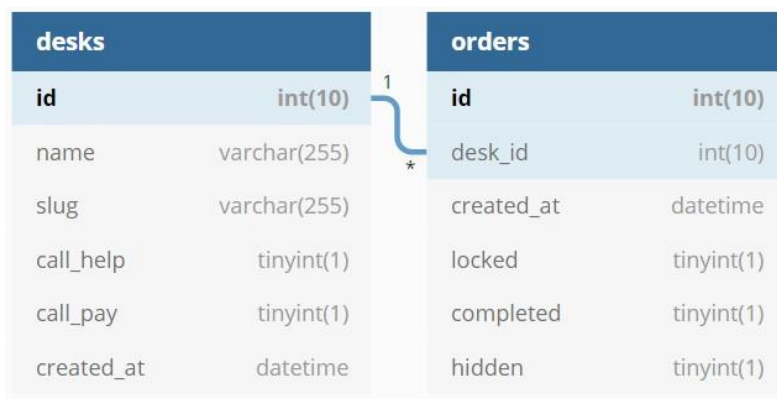 desks
id int(10)
name varchar(255)
slug varchar(255)
call_help tinyint(1)
call_pay tinyint(1)
created_at datetime
1
*
orders
id int(10)
desk_id int(10)
created_at datetime
locked tinyint(1)
completed tinyint(1)
hidden tinyint(1)